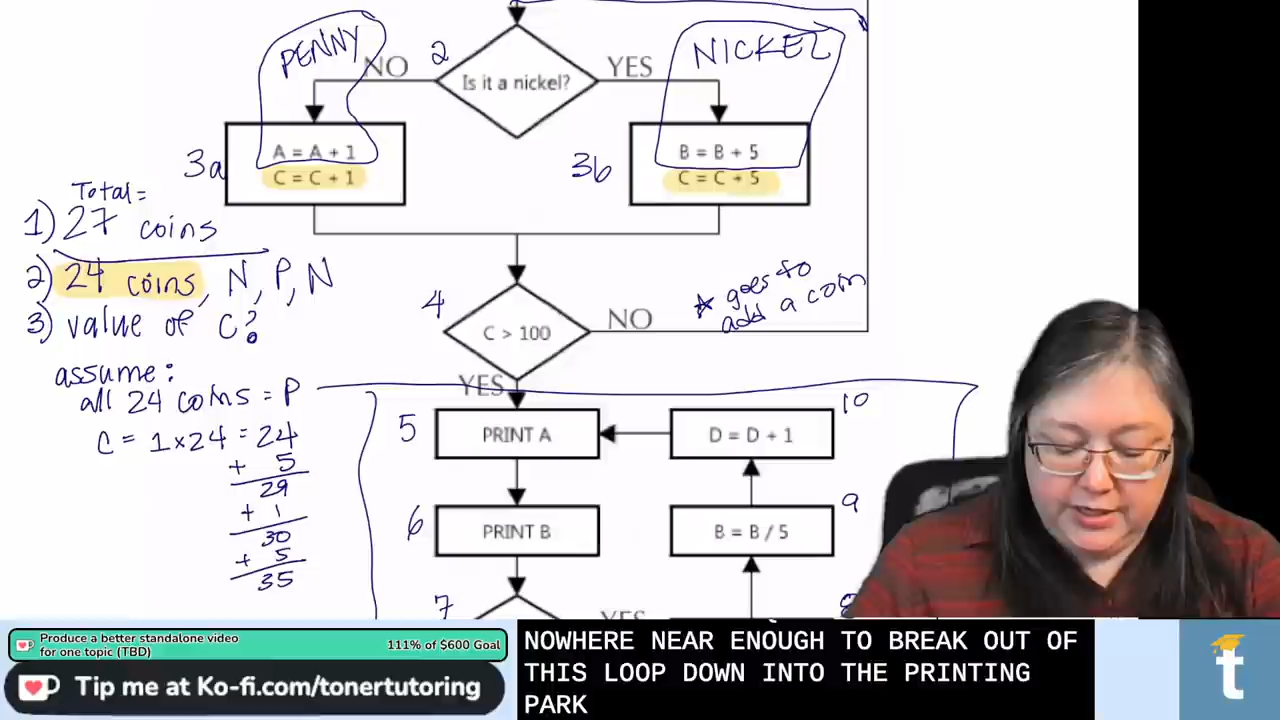 PENNY
NICKEL
2
NO
Is it a nickel?
YES
3a
A = A + 1
C = C + 1
3b
B = B + 5
C = C + 5
Total=
1) 27 coins
2) 24 coins, N, P, N
3) value of C?
4
C > 100
NO
* goes to
add a coin
YES
assume:
all 24 coins = P
C = 1 x 24 = 24
+ 5
29
+ 1
30
+ 5
35
5
PRINT A
D = D + 1
10
6
PRINT B
B = B / 5
9
7
YES
8
Produce a better standalone video
for one topic (TBD)
111% of $600 Goal
Tip me at Ko-fi.com/tonertutoring
NOWHERE NEAR ENOUGH TO BREAK OUT OF
THIS LOOP DOWN INTO THE PRINTING
PARK
t